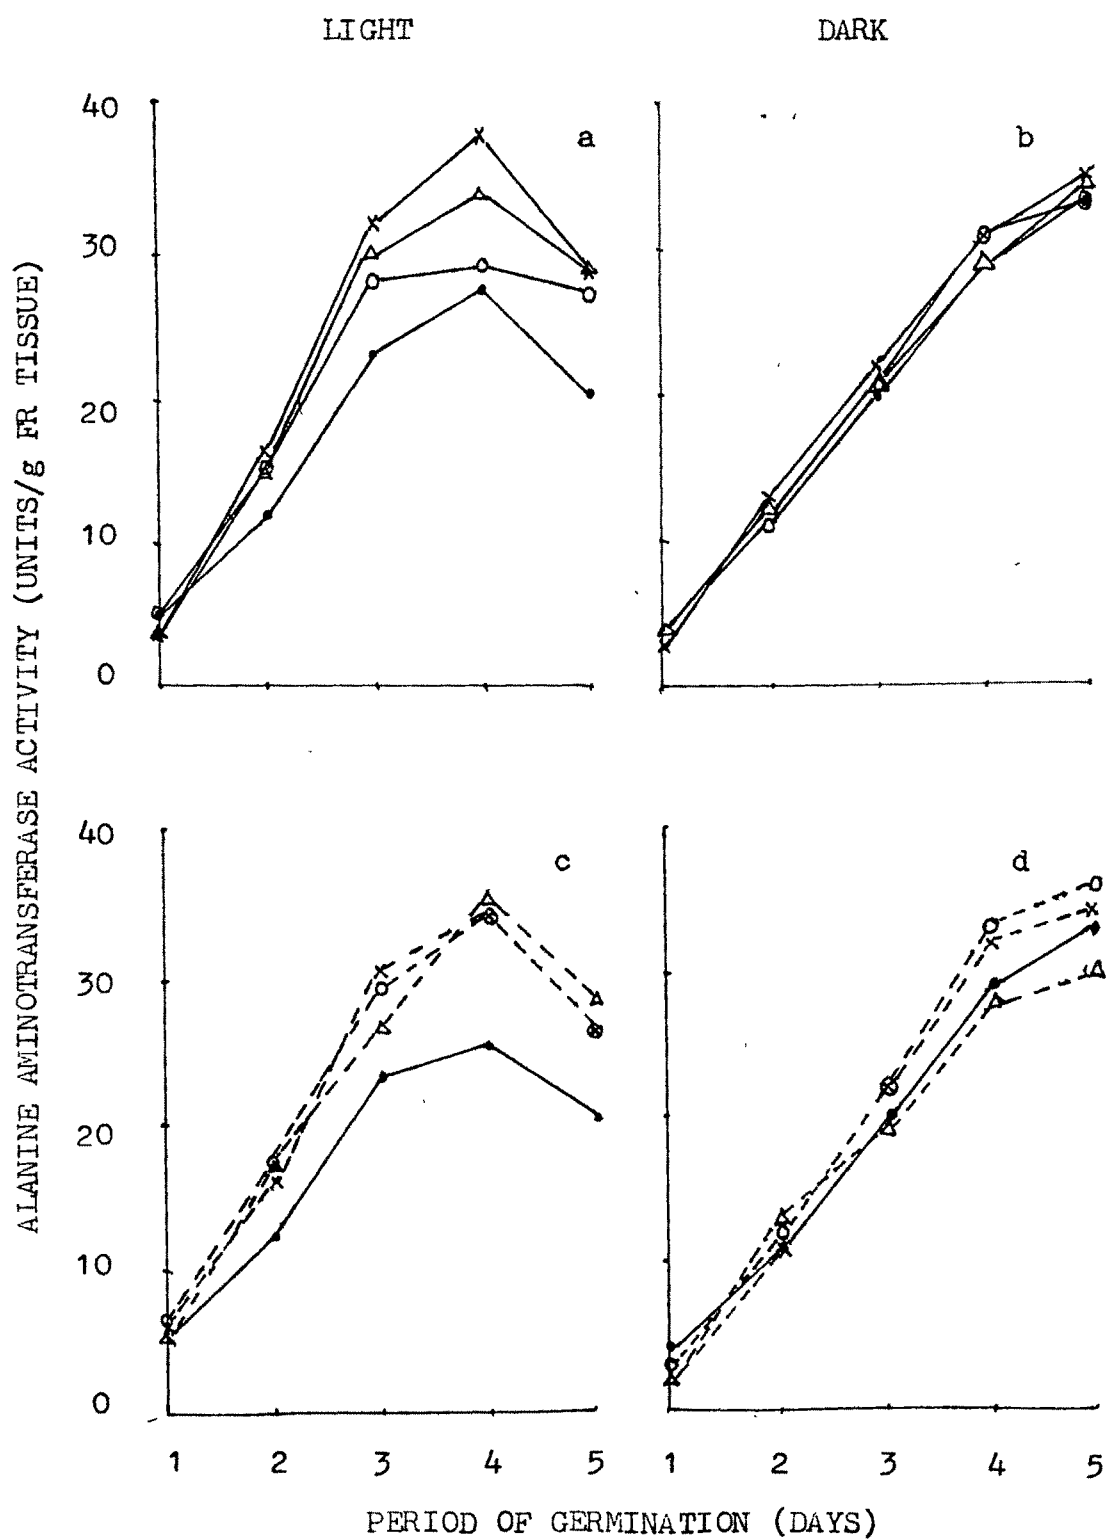 LIGHT DARK
ALANINE AMINOTRANSFERASE ACTIVITY (UNITS/g FR TISSUE)
40
30
20
10
0
a
b
40
30
20
10
0
c
d
1 2 3 4 5 1 2 3 4 5
PERIOD OF GERMINATION (DAYS)